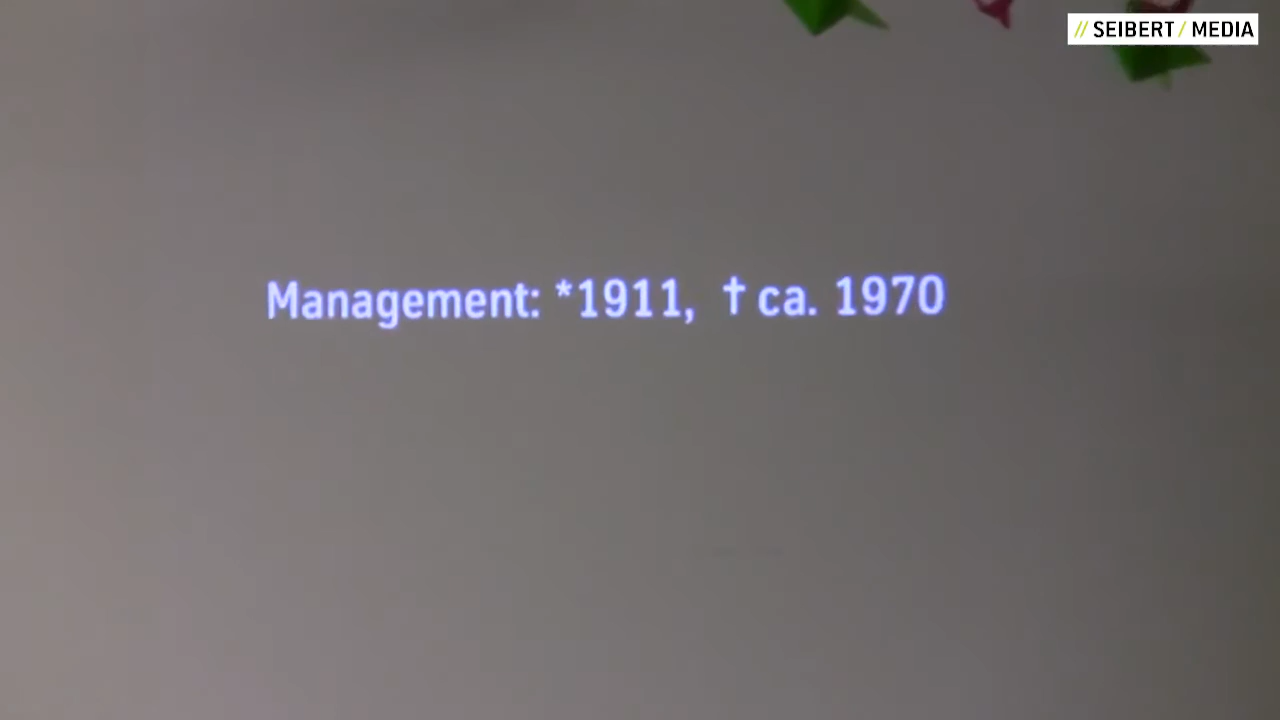 // SEIBERT / MEDIA
Management: *1911, † ca. 1970